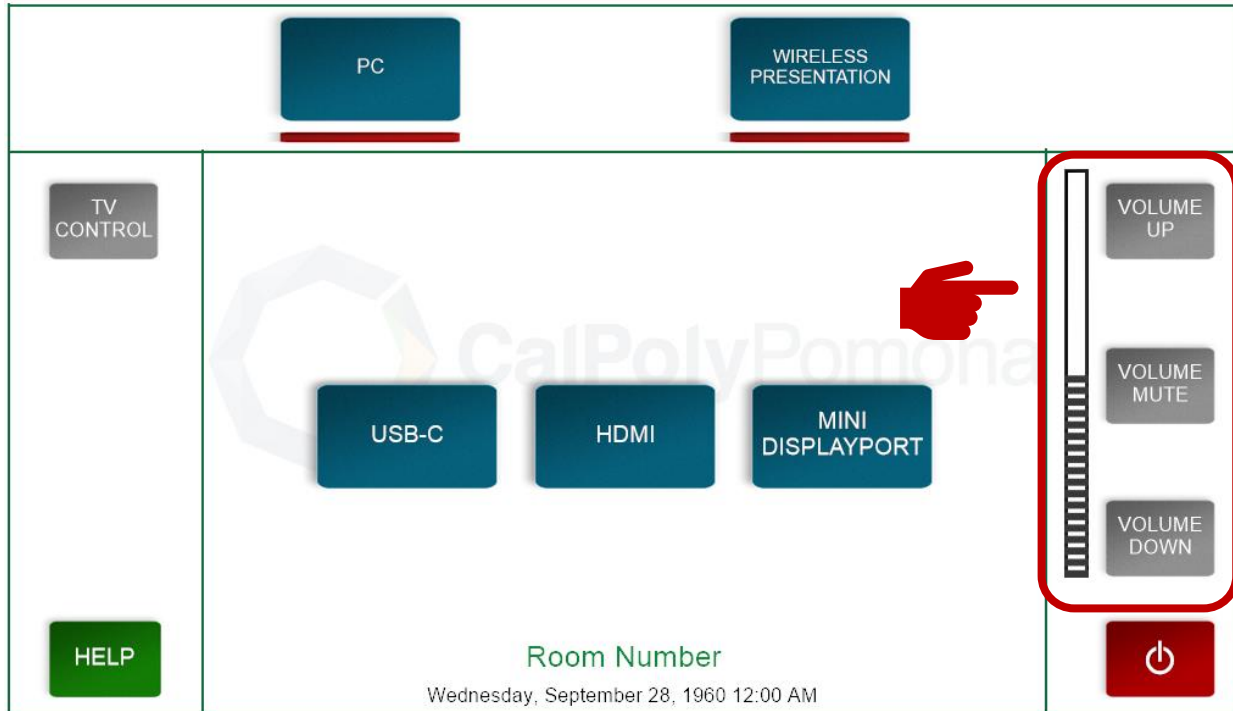 PC
WIRELESS
PRESENTATION
TV
CONTROL
VOLUME
UP
CalPolyPomona
VOLUME
MUTE
USB-C
HDMI
MINI
DISPLAYPORT
VOLUME
DOWN
HELP
Room Number
Wednesday, September 28, 1960 12:00 AM